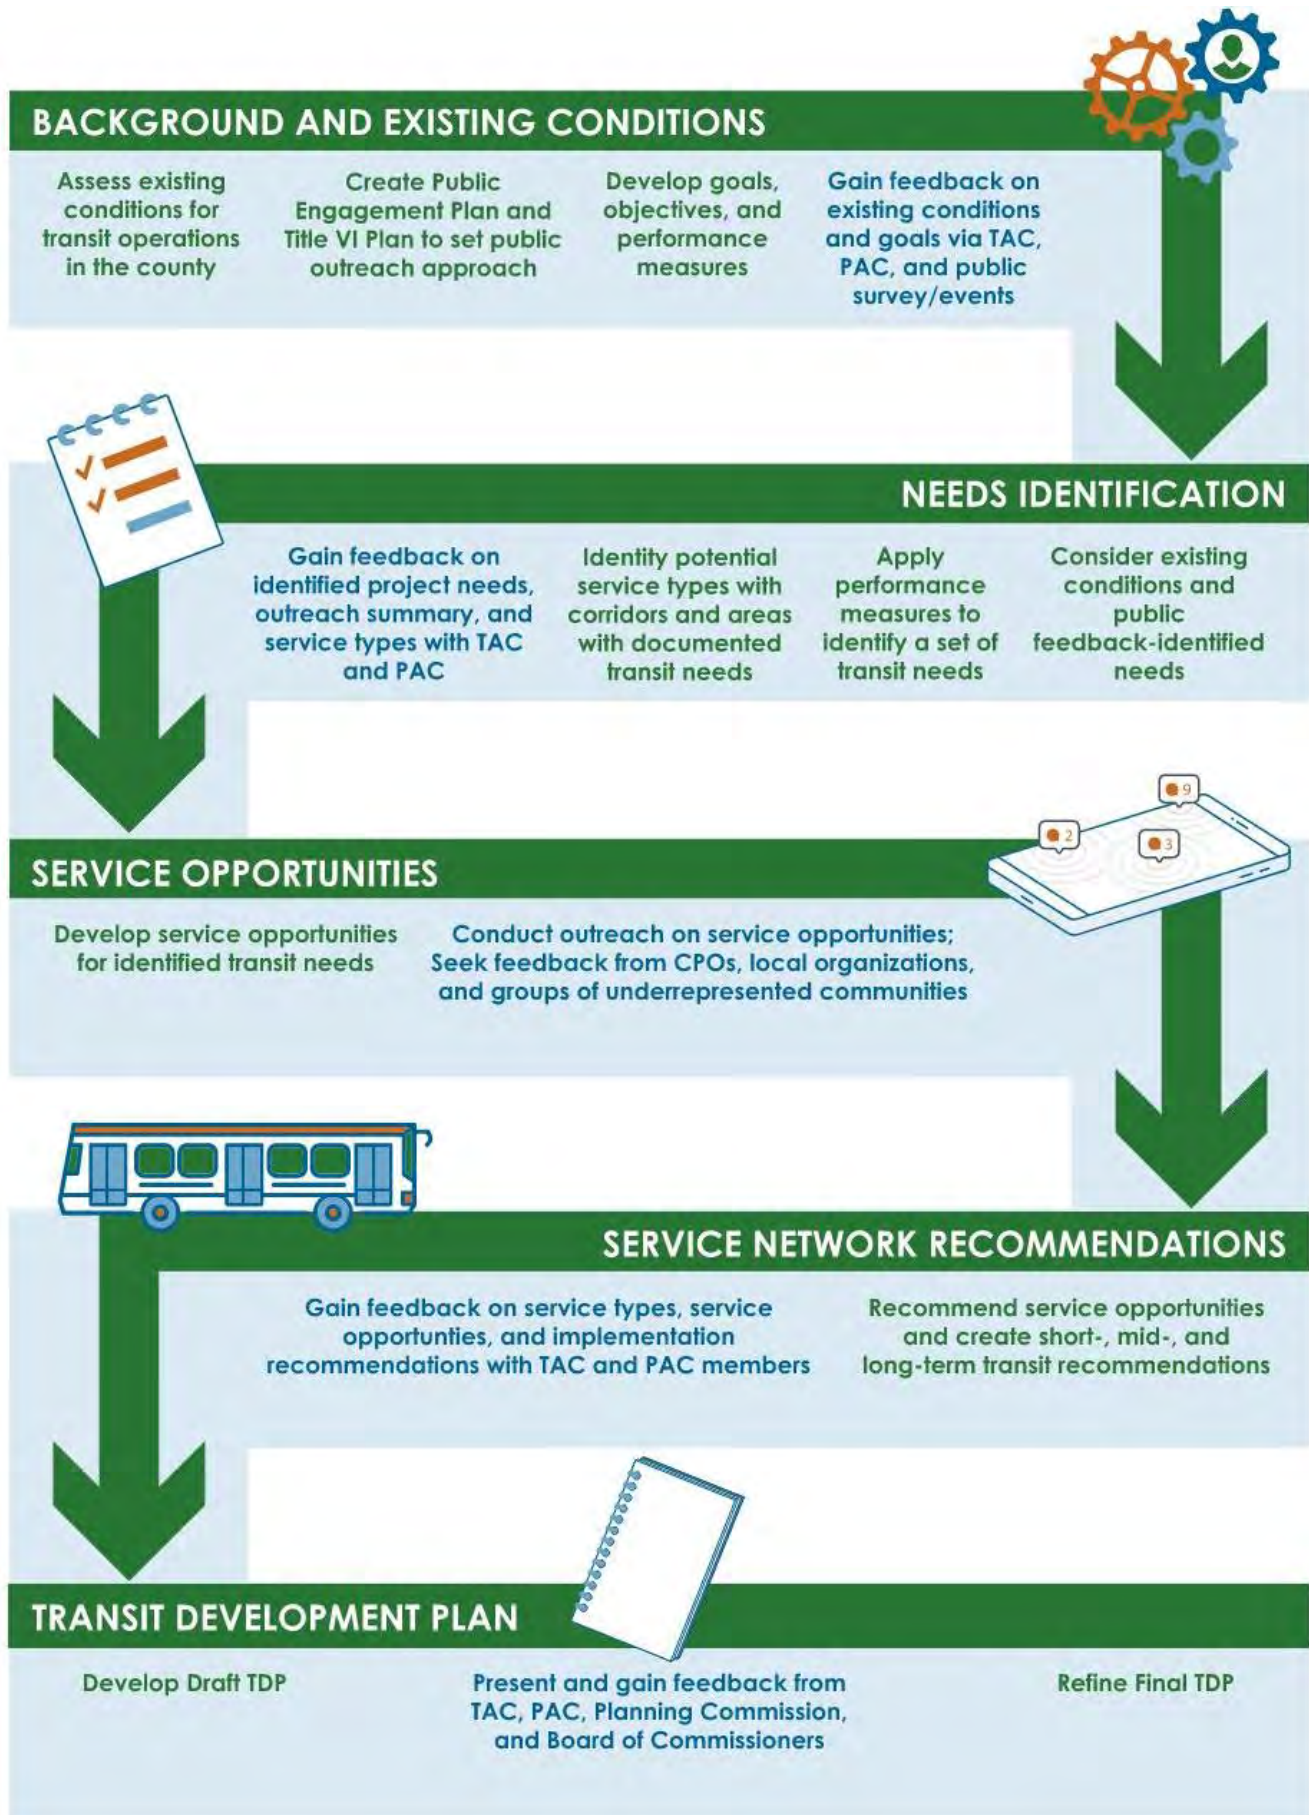 BACKGROUND AND EXISTING CONDITIONS
Assess existing
conditions for
transit operations
in the county
Create Public
Engagement Plan and
Title VI Plan to set public
outreach approach
Develop goals,
objectives, and
performance
measures
Gain feedback on
existing conditions
and goals via TAC,
PAC, and public
survey/events
NEEDS IDENTIFICATION
Gain feedback on
identified project needs,
outreach summary, and
service types with TAC
and PAC
Identity potential
service types with
corridors and areas
with documented
transit needs
Apply
performance
measures to
identify a set of
transit needs
Consider existing
conditions and
public
feedback-identified
needs
9
2
3
SERVICE OPPORTUNITIES
Develop service opportunities
for identified transit needs
Conduct outreach on service opportunities;
Seek feedback from CPOs, local organizations,
and groups of underrepresented communities
SERVICE NETWORK RECOMMENDATIONS
Gain feedback on service types, service
opportunties, and implementation
recommendations with TAC and PAC members
Recommend service opportunities
and create short-, mid-, and
long-term transit recommendations
TRANSIT DEVELOPMENT PLAN
Develop Draft TDP
Present and gain feedback from
TAC, PAC, Planning Commission,
and Board of Commissioners
Refine Final TDP